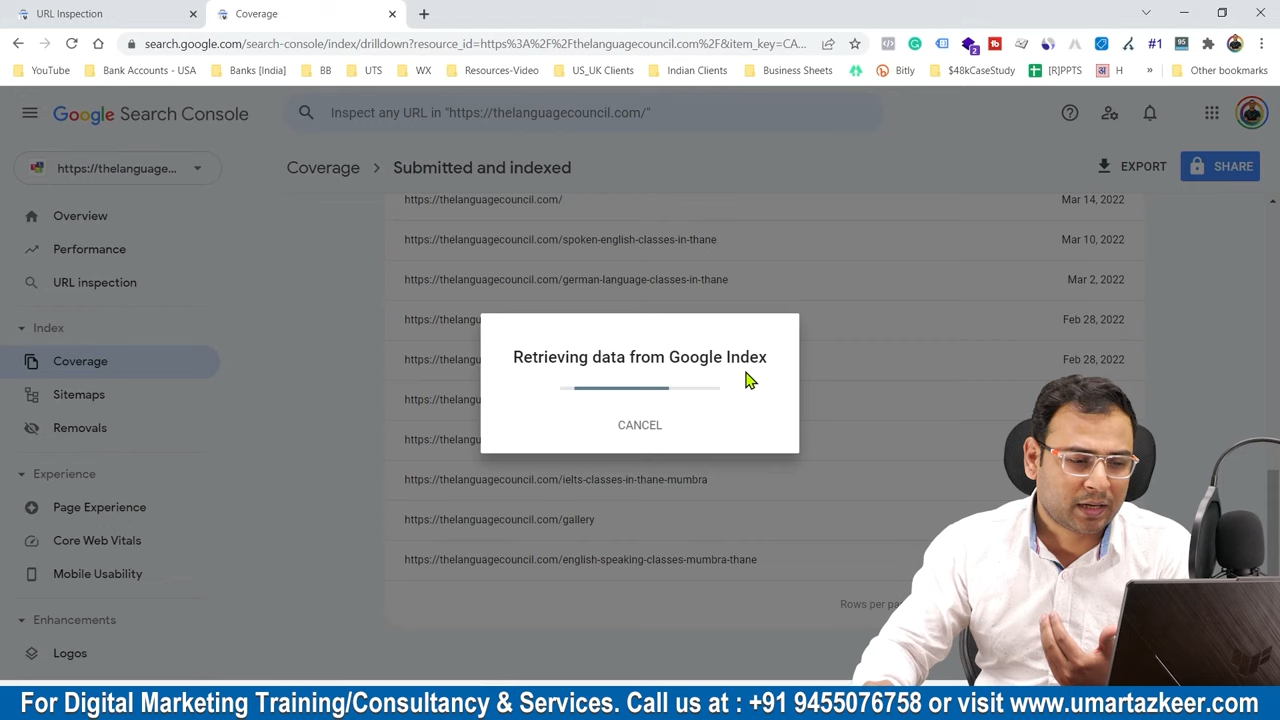 URL Inspection
Coverage
search.google.com/search-console/index/drilldown?resource_id=https%3A%2F%2Fthelanguagecouncil.com%2F&item_key=CA...
#1
95
2
YouTube
Bank Accounts - USA
Banks [India]
BB
UTS
WX
Resources-Video
US_UK Clients
Indian Clients
Business Sheets
Bitly
$48kCaseStudy
[R]PPTS
H
»
Other bookmarks
Google Search Console
Inspect any URL in "https://thelanguagecouncil.com/"
https://thelanguage...
Coverage
Submitted and indexed
EXPORT
SHARE
Overview
Performance
URL inspection
Index
Coverage
Sitemaps
Removals
Experience
Page Experience
Core Web Vitals
Mobile Usability
Enhancements
Logos
https://thelanguagecouncil.com/
Mar 14, 2022
https://thelanguagecouncil.com/spoken-english-classes-in-thane
Mar 10, 2022
https://thelanguagecouncil.com/german-language-classes-in-thane
Mar 2, 2022
https://thelangu
Feb 28, 2022
https://thelangu
Feb 28, 2022
https://thelangu
https://thelangu
https://thelanguagecouncil.com/ielts-classes-in-thane-mumbra
https://thelanguagecouncil.com/gallery
https://thelanguagecouncil.com/english-speaking-classes-mumbra-thane
Rows per pa
Retrieving data from Google Index
CANCEL
For Digital Marketing Training/Consultancy & Services. Call us at : +91 9455076758 or visit www.umartazkeer.com